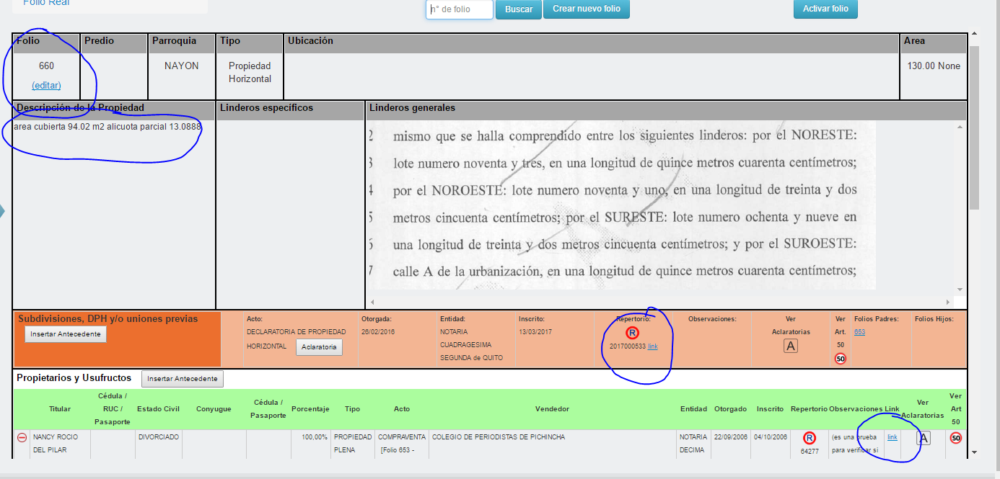 Folio Real
n° de folio Buscar Crear nuevo folio Activar folio
Folio Predio Parroquia Tipo Ubicación Area
660 NAYON Propiedad Horizontal 130.00 None
(editar)
Descripción de la Propiedad Linderos específicos Linderos generales
area cubierta 94.02 m2 alicuota parcial 13.0888
2 mismo que se halla comprendido entre los siguientes linderos: por el NORESTE:
3 lote numero noventa y tres, en una longitud de quince metros cuarenta centímetros;
4 por el NOROESTE: lote numero noventa y uno, en una longitud de treinta y dos
5 metros cincuenta centímetros; por el SURESTE: lote numero ochenta y nueve en
una longitud de treinta y dos metros cincuenta centímetros; y por el SUROESTE:
7 calle A de la urbanización, en una longitud de quince metros cuarenta centímetros;
Subdivisiones, DPH y/o uniones previas
Insertar Antecedente
Acto:
DECLARATORIA DE PROPIEDAD
HORIZONTAL Aclaratoria
Otorgada:
26/02/2016
Entidad:
NOTARIA
CUADRAGESIMA
SEGUNDA de QUITO
Inscrito:
13/03/2017
Repertorio:
R
2017000533 link
Observaciones:
Ver
Aclaratorias
A
Ver
Art.
50
50
Folios Padres:
653
Folios Hijos:
Propietarios y Usufructo Insertar Antecedente
Titular Cédula / RUC / Pasaporte Estado Civil Conyugue Cédula / Pasaporte Porcentaje Tipo Acto Vendedor Entidad Otorgado Inscrito Repertorio Observaciones Link Ver Aclaratorias Ver Art 50
NANCY ROCIO DEL PILAR DIVORCIADO 100,00% PROPIEDAD PLENA COMPRAVENTA [Folio 653 - COLEGIO DE PERIODISTAS DE PICHINCHA NOTARIA DECIMA 22/09/2006 04/10/2006 R 64277 (es una prueba para verificar si link A 50